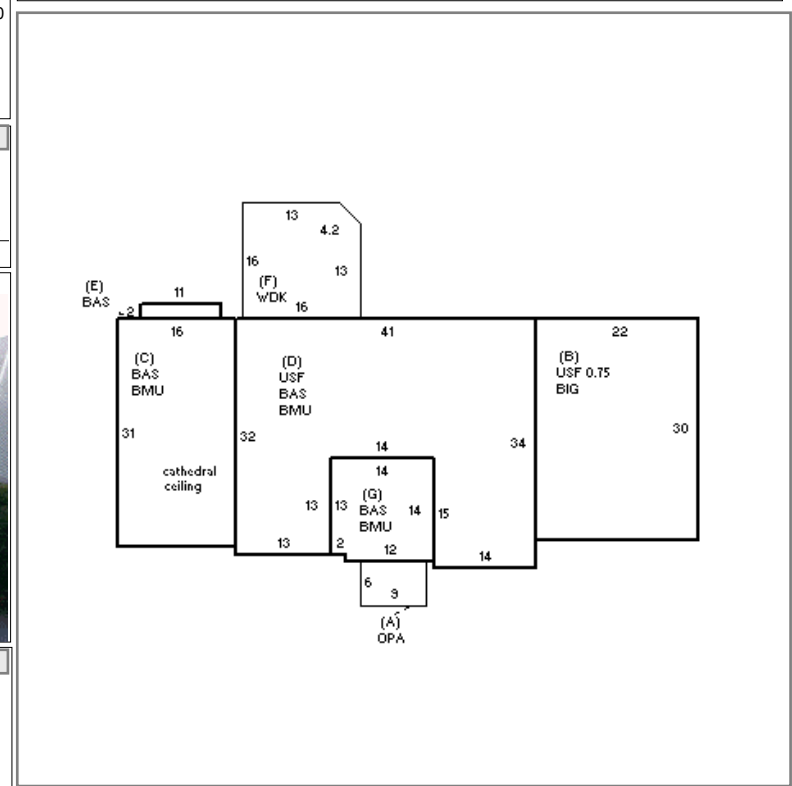 0
13
4.2
16
13
(F)
WDK
16
(E)
BAS
2
11
16
41
22
(C)
BAS
BMU
(D)
USF
BAS
BMU
(B)
USF 0.75
BIG
31
32
34
30
cathedral
ceiling
14
14
(G)
BAS
BMU
13
13
14
15
13
2
12
14
6
9
(A)
OPA